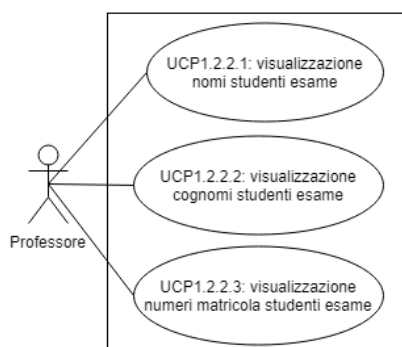 UCP1.2.2.1: visualizzazione
nomi studenti esame
UCP1.2.2.2: visualizzazione
cognomi studenti esame
Professore
UCP1.2.2.3: visualizzazione
numeri matricola studenti esame